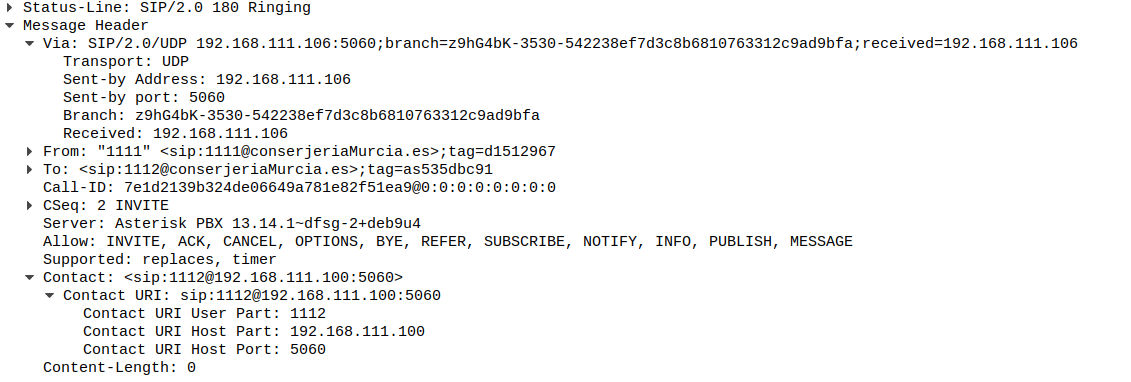 Status-Line: SIP/2.0 180 Ringing
Message Header
Via: SIP/2.0/UDP 192.168.111.106:5060;branch=z9hG4bK-3530-542238ef7d3c8b6810763312c9ad9bfa;received=192.168.111.106
Transport: UDP
Sent-by Address: 192.168.111.106
Sent-by port: 5060
Branch: z9hG4bK-3530-542238ef7d3c8b6810763312c9ad9bfa
Received: 192.168.111.106
From: "1111" <sip:1111@conserjeriaMurcia.es>;tag=d1512967
To: <sip:1112@conserjeriaMurcia.es>;tag=as535dbc91
Call-ID: 7e1d2139b324de06649a781e82f51ea9@0:0:0:0:0:0:0:0
CSeq: 2 INVITE
Server: Asterisk PBX 13.14.1~dfsg-2+deb9u4
Allow: INVITE, ACK, CANCEL, OPTIONS, BYE, REFER, SUBSCRIBE, NOTIFY, INFO, PUBLISH, MESSAGE
Supported: replaces, timer
Contact: <sip:1112@192.168.111.100:5060>
Contact URI: sip:1112@192.168.111.100:5060
Contact URI User Part: 1112
Contact URI Host Part: 192.168.111.100
Contact URI Host Port: 5060
Content-Length: 0